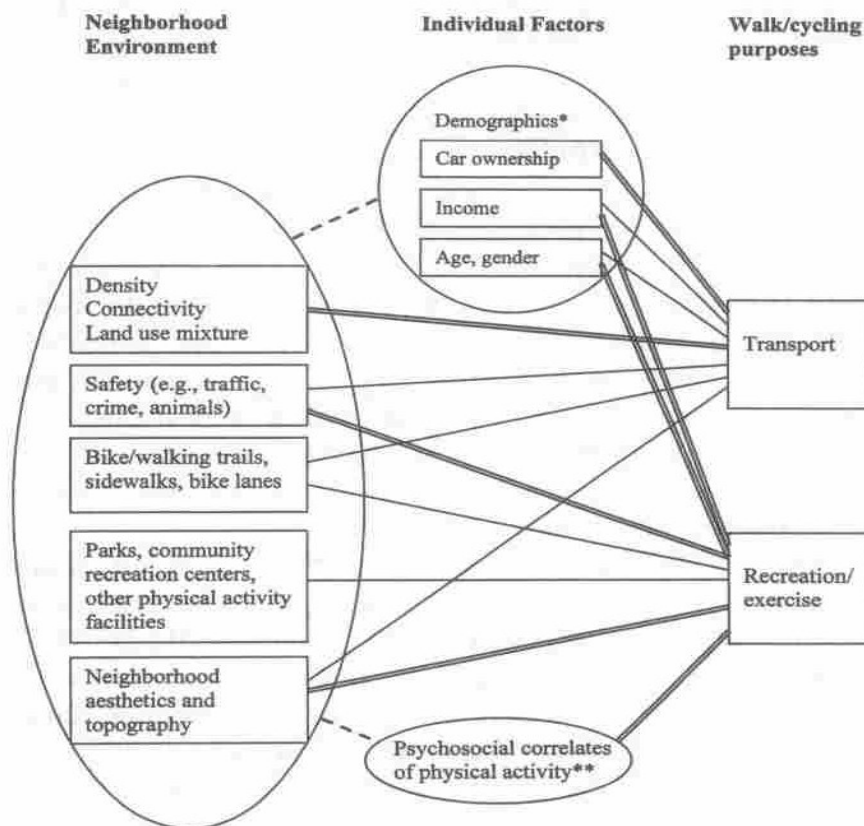 Neighborhood
Environment
Individual Factors
Walk/cycling
purposes
Demographics*
Car ownership
Income
Age, gender
Density
Connectivity
Land use mixture
Safety (e.g., traffic,
crime, animals)
Bike/walking trails,
sidewalks, bike lanes
Parks, community
recreation centers,
other physical activity
facilities
Neighborhood
aesthetics and
topography
Psychosocial correlates
of physical activity**
Transport
Recreation/
exercise